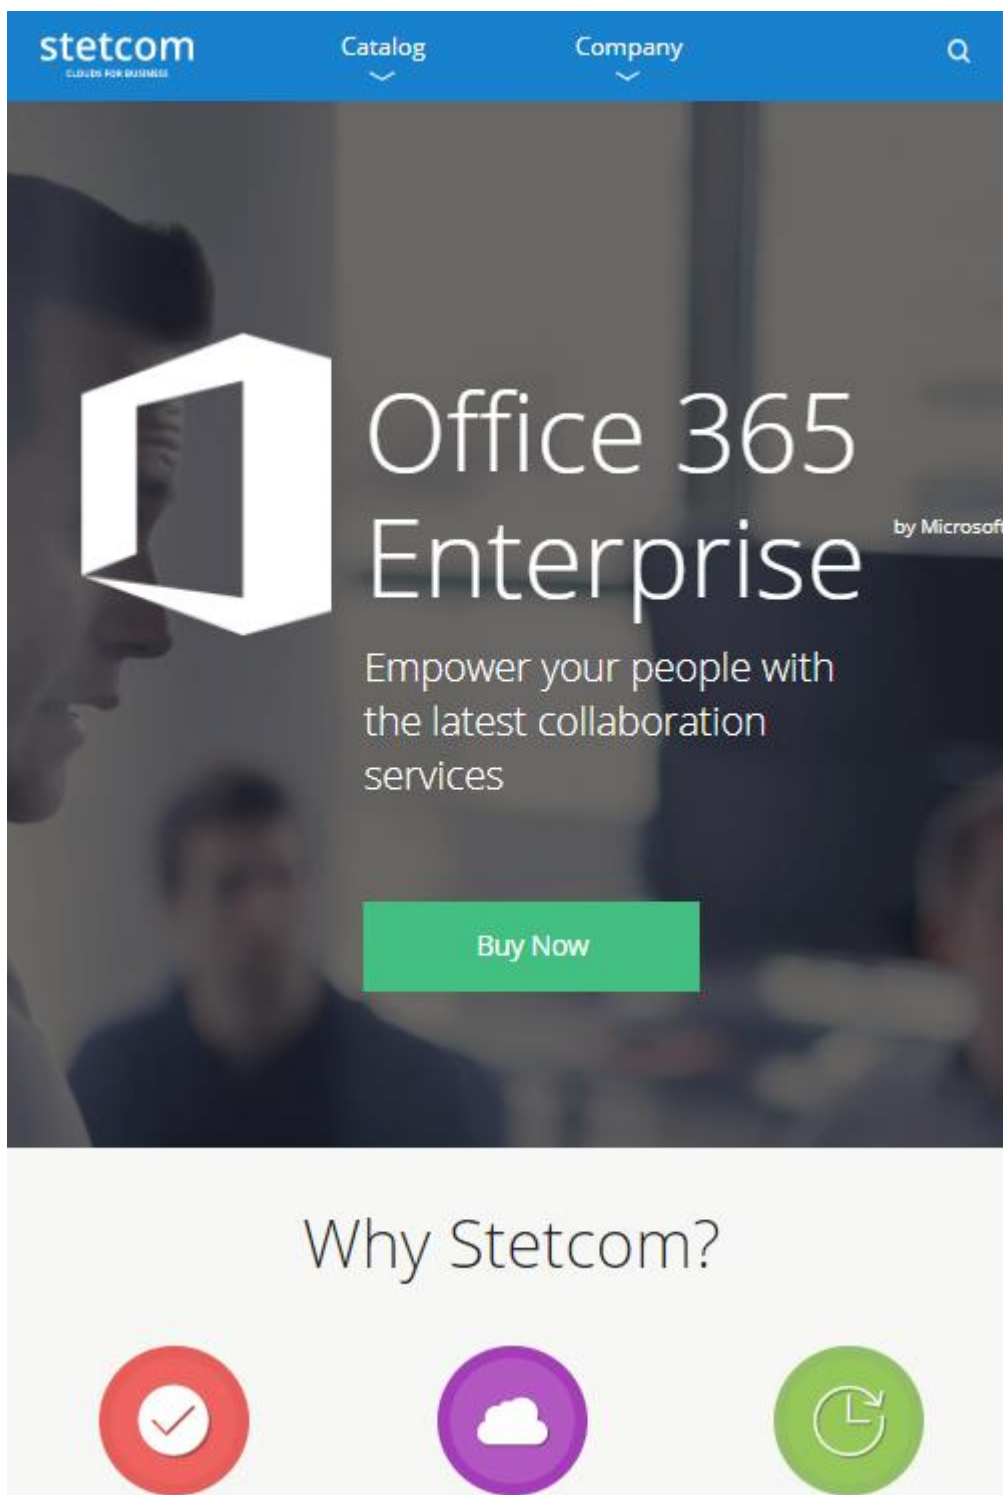 stetcom
CLOUDS FOR BUSINESS
Catalog
Company
Office 365
Enterprise
by Microsoft
Empower your people with
the latest collaboration
services
Buy Now
Why Stetcom?